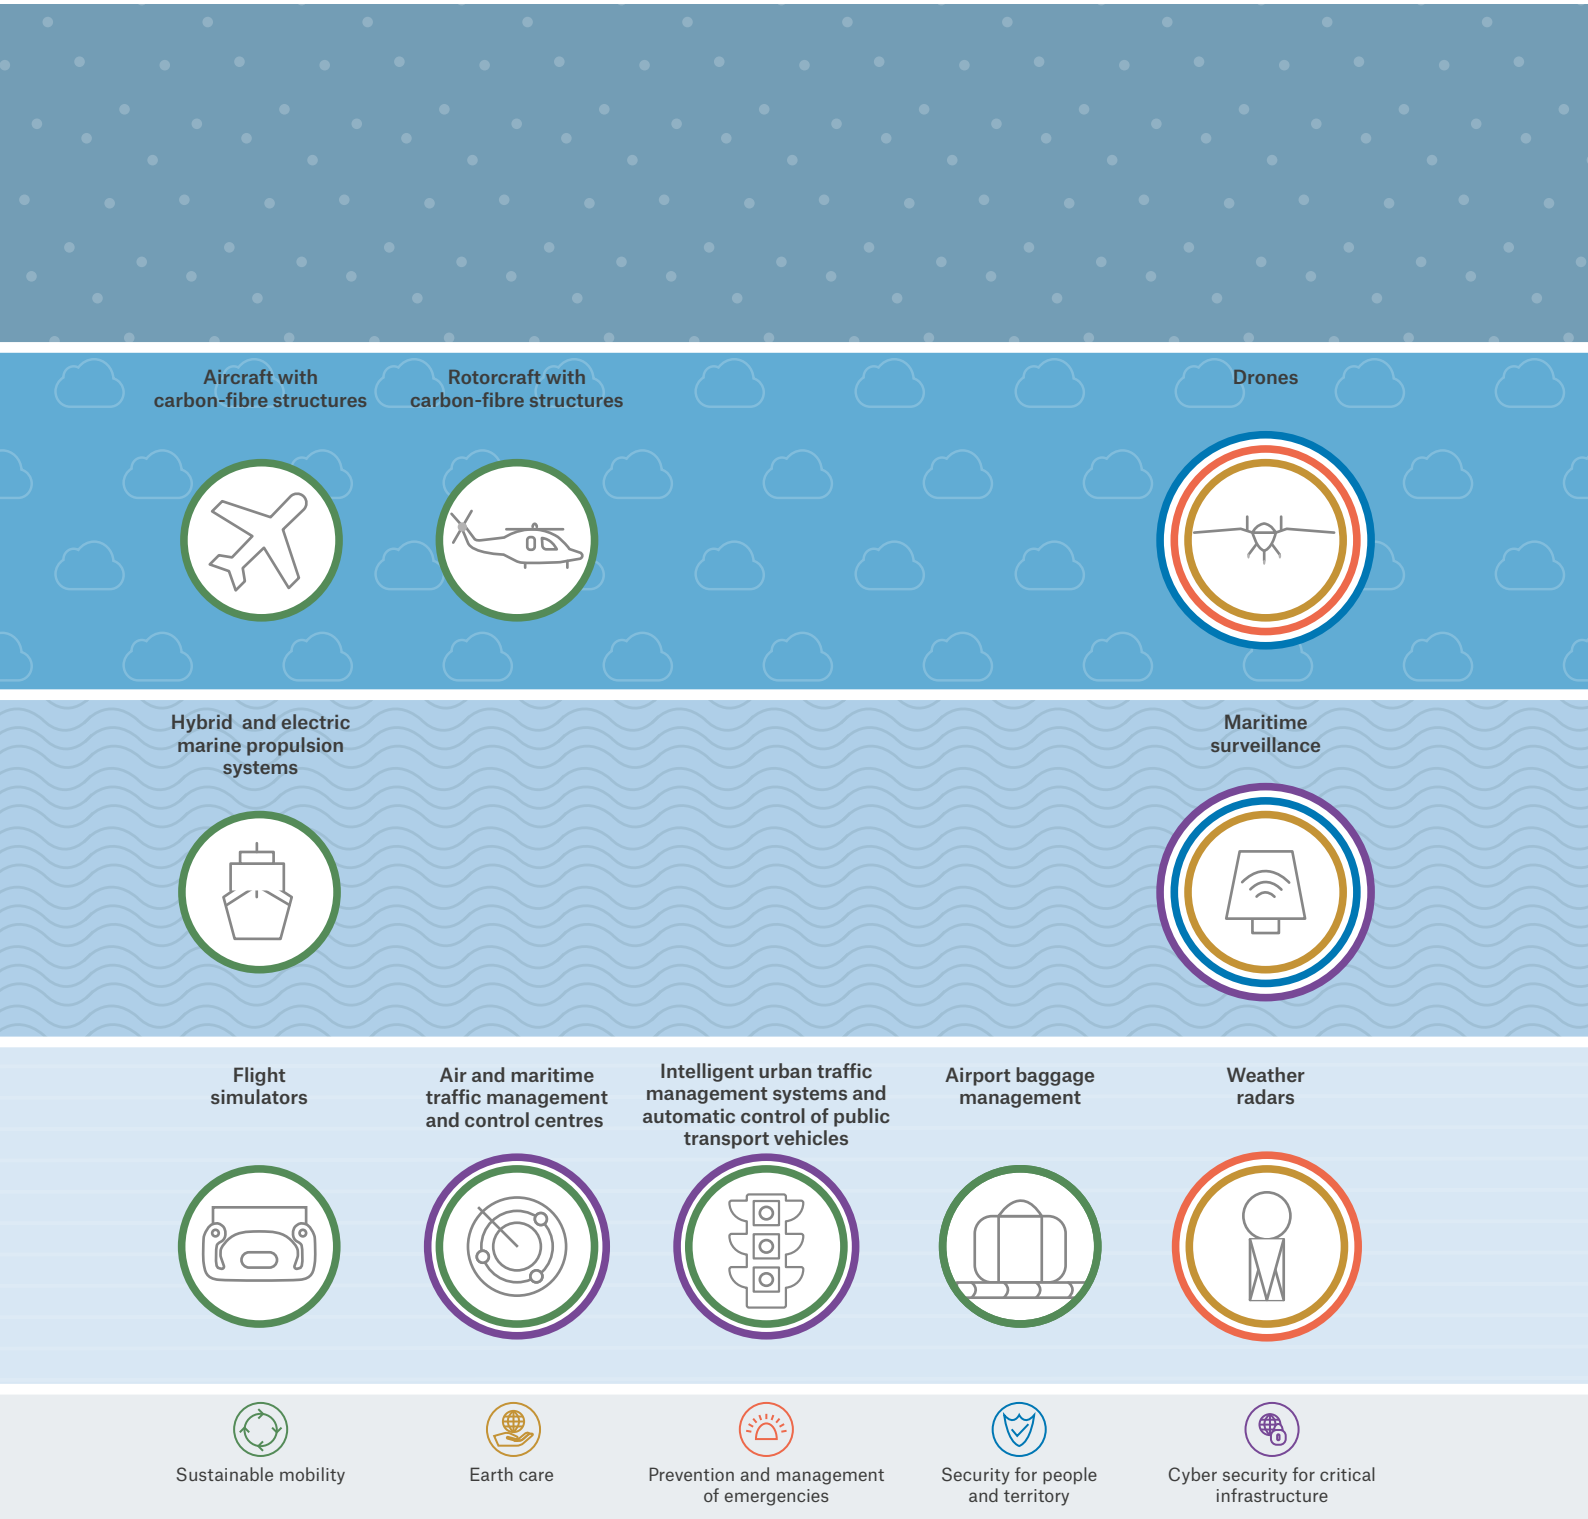 Aircraft with
carbon-fibre structures
Rotorcraft with
carbon-fibre structures
Drones
Hybrid and electric
marine propulsion
systems
Maritime
surveillance
Flight
simulators
Air and maritime
traffic management
and control centres
Intelligent urban traffic
management systems and
automatic control of public
transport vehicles
Airport baggage
management
Weather
radars
Sustainable mobility
Earth care
Prevention and management
of emergencies
Security for people
and territory
Cyber security for critical
infrastructure